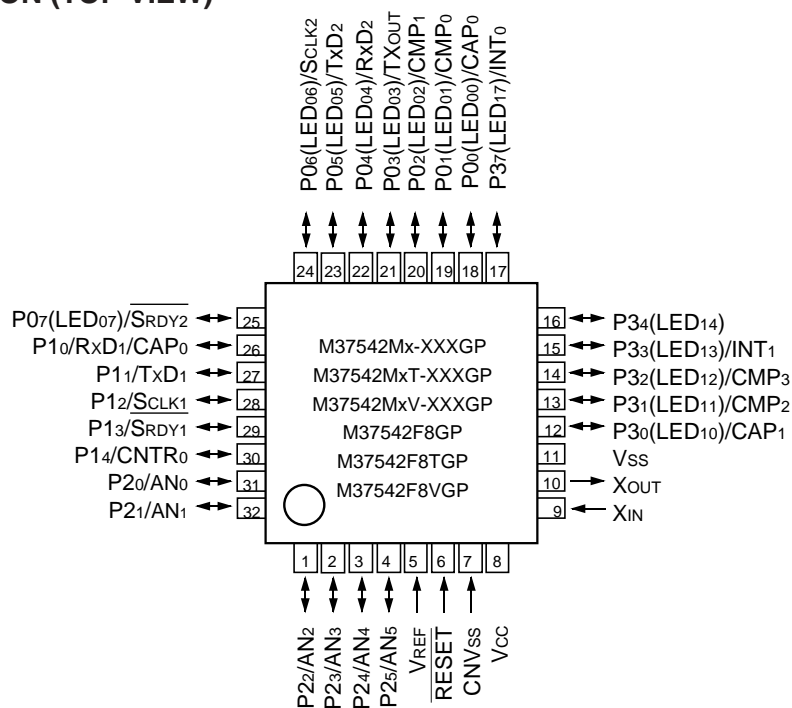 ON (TOP VIEW)
P06(LED06)/SCLK2
P05(LED05)/TxD2
P04(LED04)/RxD2
P03(LED03)/TXOUT
P02(LED02)/CMP1
P01(LED01)/CMP0
P00(LED00)/CAP0
P37(LED17)/INT0
24 23 22 21 20 19 18 17
P07(LED07)/SRDY2 25
P10/RxD1/CAP0 26
P11/TxD1 27
P12/SCLK1 28
P13/SRDY1 29
P14/CNTR0 30
P20/AN0 31
P21/AN1 32
M37542Mx-XXXGP
M37542MxT-XXXGP
M37542MxV-XXXGP
M37542F8GP
M37542F8TGP
M37542F8VGP
16 P34(LED14)
15 P33(LED13)/INT1
14 P32(LED12)/CMP3
13 P31(LED11)/CMP2
12 P30(LED10)/CAP1
11 VSS
10 XOUT
9 XIN
1 2 3 4 5 6 7 8
P22/AN2
P23/AN3
P24/AN4
P25/AN5
VREF
RESET
CNVSS
VCC